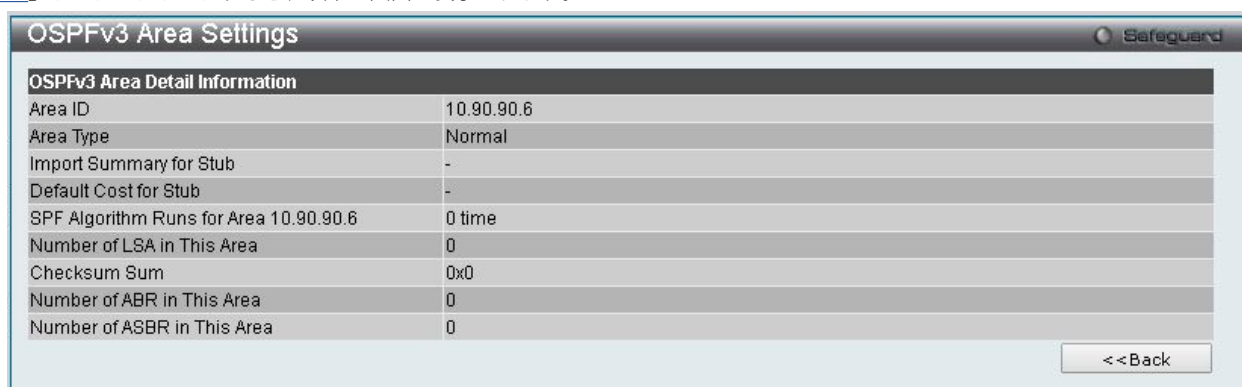 OSPFv3 Area Settings
Safeguard
OSPFv3 Area Detail Information
Area ID 10.90.90.6
Area Type Normal
Import Summary for Stub -
Default Cost for Stub -
SPF Algorithm Runs for Area 10.90.90.6 0 time
Number of LSA in This Area 0
Checksum Sum 0x0
Number of ABR in This Area 0
Number of ASBR in This Area 0
<<Back